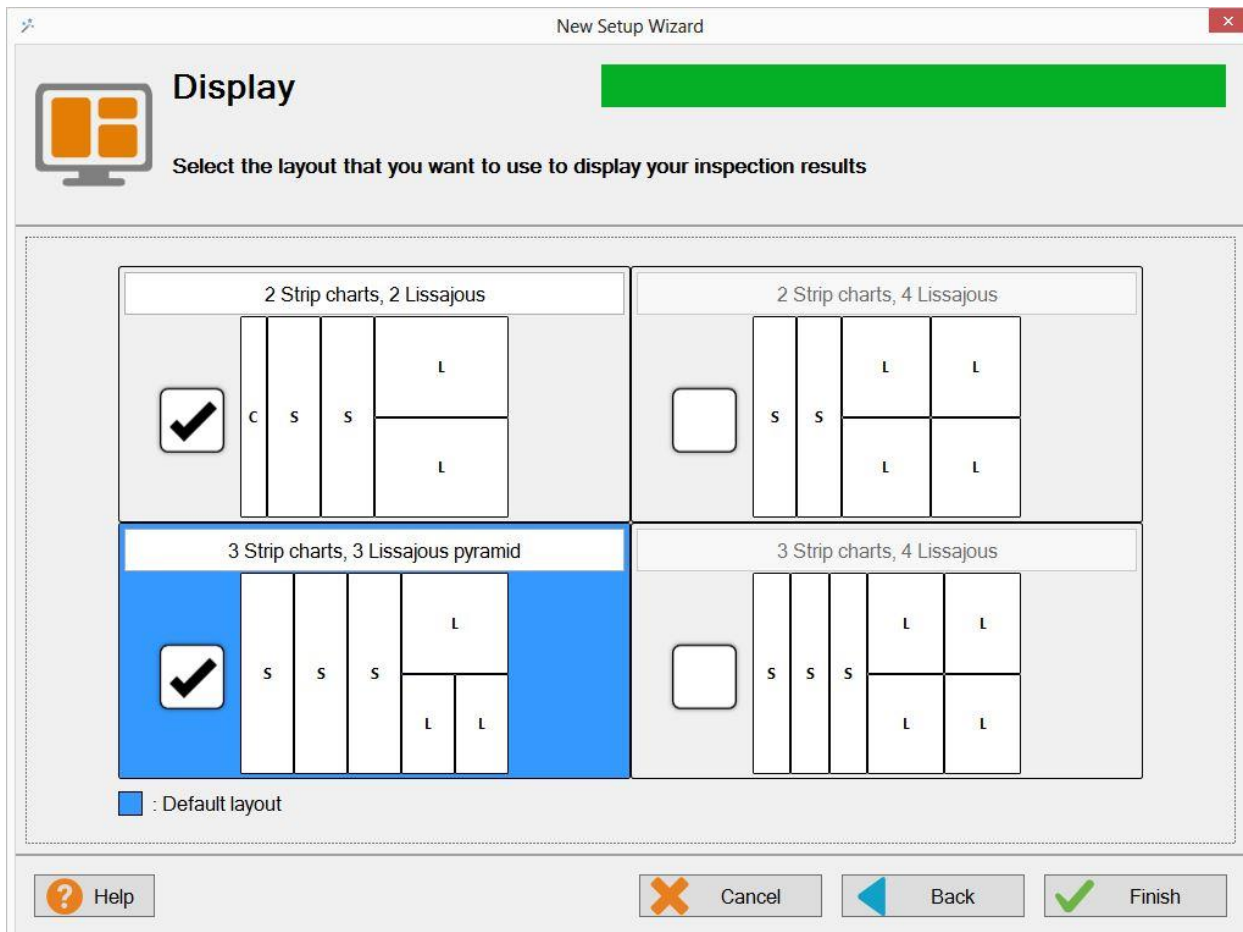 New Setup Wizard
Display
Select the layout that you want to use to display your inspection results
2 Strip charts, 2 Lissajous
C S S L
L
2 Strip charts, 4 Lissajous
S S L L
L L
3 Strip charts, 3 Lissajous pyramid
S S S L
L L
3 Strip charts, 4 Lissajous
S S S L L
L L
: Default layout
? Help
Cancel
Back
Finish